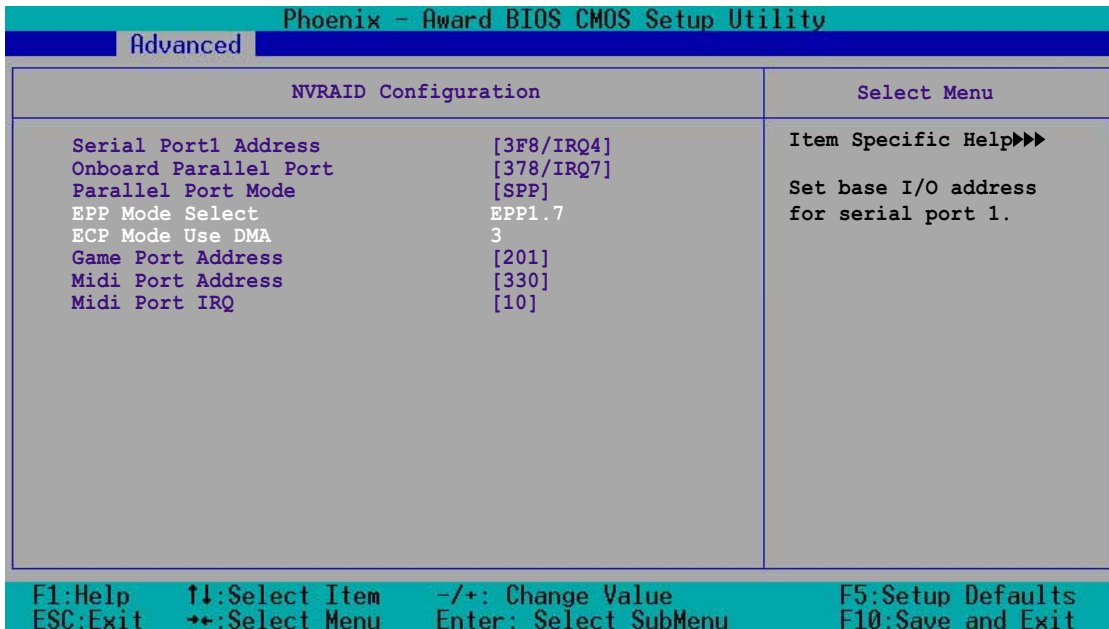 Phoenix - Award BIOS CMOS Setup Utility
Advanced
NVRAID Configuration
Select Menu
Serial Port1 Address [3F8/IRQ4]
Onboard Parallel Port [378/IRQ7]
Parallel Port Mode [SPP]
EPP Mode Select EPP1.7
ECP Mode Use DMA 3
Game Port Address [201]
Midi Port Address [330]
Midi Port IRQ [10]
Item Specific Help▶▶▶
Set base I/O address
for serial port 1.
F1:Help ↑↓:Select Item -/+: Change Value F5:Setup Defaults
ESC:Exit →←:Select Menu Enter: Select SubMenu F10:Save and Exit